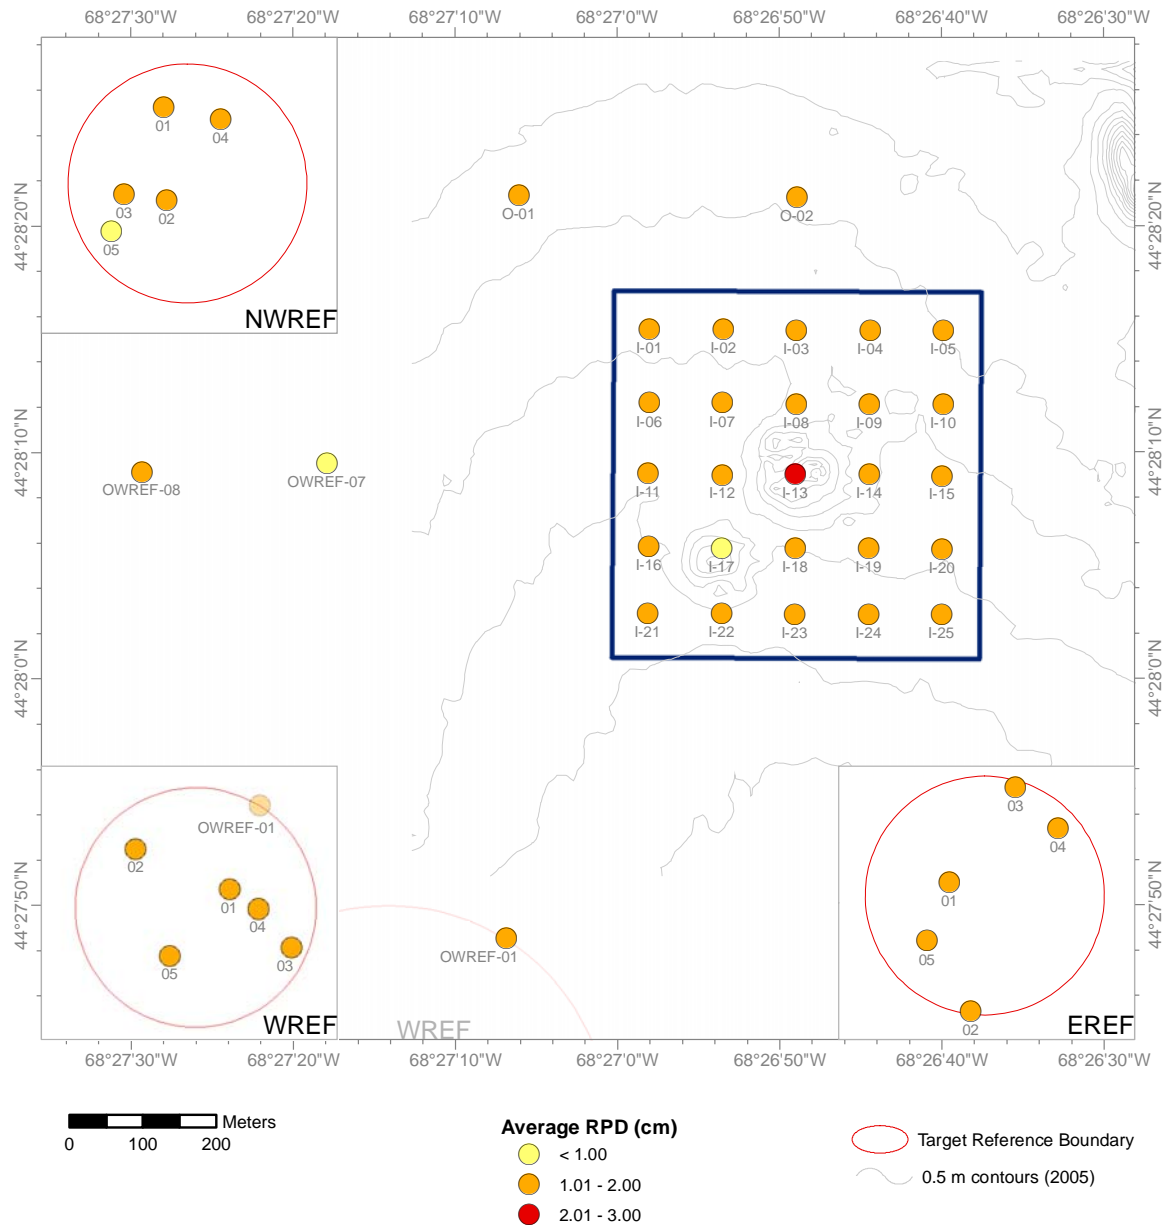 68°27'30"W 68°27'20"W 68°27'10"W 68°27'0"W 68°26'50"W 68°26'40"W 68°26'30"W
01
04
03
02
05
NWREF
44°28'20"N
44°28'20"N
O-01
O-02
I-01 I-02 I-03 I-04 I-05
I-06 I-07 I-08 I-09 I-10
44°28'10"N
44°28'10"N
OWREF-08
OWREF-07
I-11 I-12 I-13 I-14 I-15
I-16 I-17 I-18 I-19 I-20
I-21 I-22 I-23 I-24 I-25
44°28'0"N
44°28'0"N
OWREF-01
02
01
04
03
05
WREF
44°27'50"N
OWREF-01
WREF
03
04
01
05
02
EREF
44°27'50"N
68°27'30"W 68°27'20"W 68°27'10"W 68°27'0"W 68°26'50"W 68°26'40"W 68°26'30"W
Meters
0 100 200
Average RPD (cm)
< 1.00
1.01 - 2.00
2.01 - 3.00
Target Reference Boundary
0.5 m contours (2005)